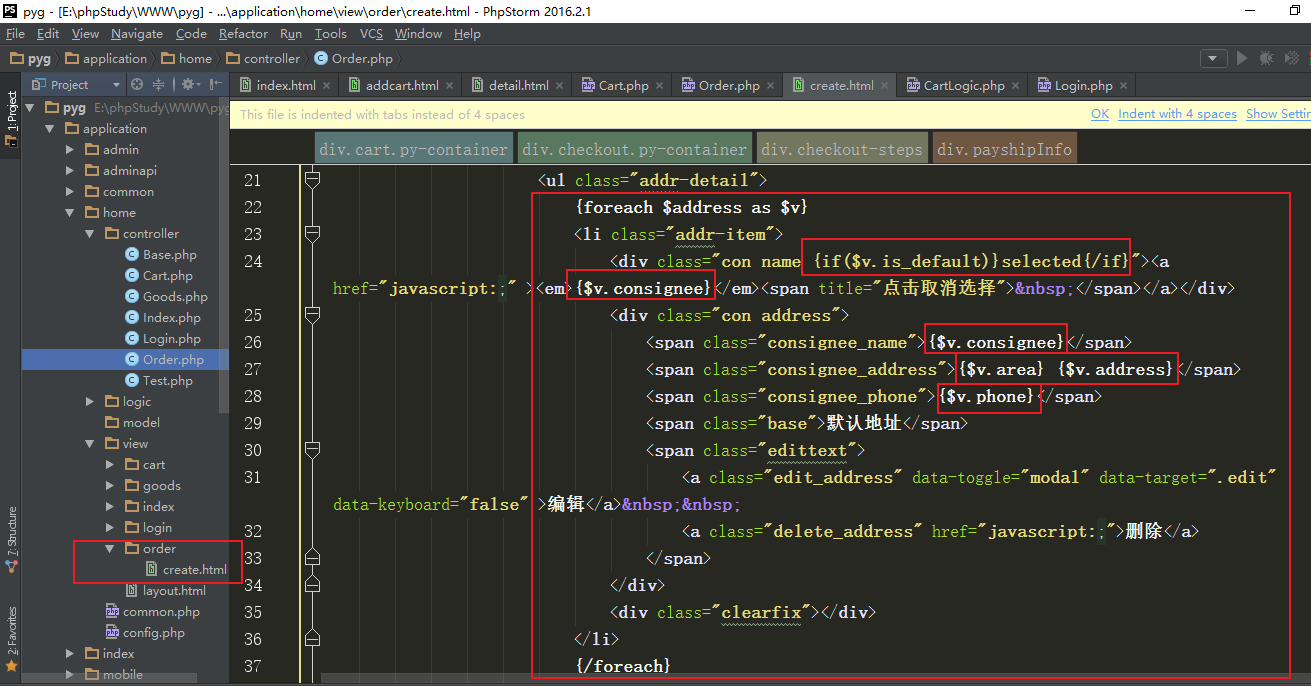 pyg - [E:\phpStudy\WWW\pyg] - ...\application\home\view\order\create.html - PhpStorm 2016.2.1
File Edit View Navigate Code Refactor Run Tools VCS Window Help
pyg application home controller Order.php
Project index.html addcart.html detail.html Cart.php Order.php create.html CartLogic.php Login.php
1: Project
7: Structure
2: Favorites
pyg E:\phpStudy\WWW\pyg
application
admin
adminapi
common
home
controller
Base.php
Cart.php
Goods.php
Index.php
Login.php
Order.php
Test.php
logic
model
view
cart
goods
index
login
order
create.html
layout.html
common.php
config.php
index
mobile
This file is indented with tabs instead of 4 spaces OK Indent with 4 spaces Show Settin
div.cart.py-container div.checkout.py-container div.checkout-steps div.payshipInfo
21 <ul class="addr-detail">
22 {foreach $address as $v}
23 <li class="addr-item">
24 <div class="con name {if($v.is_default)}selected{/if}"><a
href="javascript:;" ><em>{$v.consignee}</em><span title="点击取消选择">&nbsp;</span></a></div>
25 <div class="con address">
26 <span class="consignee_name">{$v.consignee}</span>
27 <span class="consignee_address">{$v.area} {$v.address}</span>
28 <span class="consignee_phone">{$v.phone}</span>
29 <span class="base">默认地址</span>
30 <span class="edittext">
31 <a class="edit_address" data-toggle="modal" data-target=".edit"
data-keyboard="false" >编辑</a>&nbsp;&nbsp;
32 <a class="delete_address" href="javascript:;">删除</a>
33 </span>
34 </div>
35 <div class="clearfix"></div>
36 </li>
37 {/foreach}